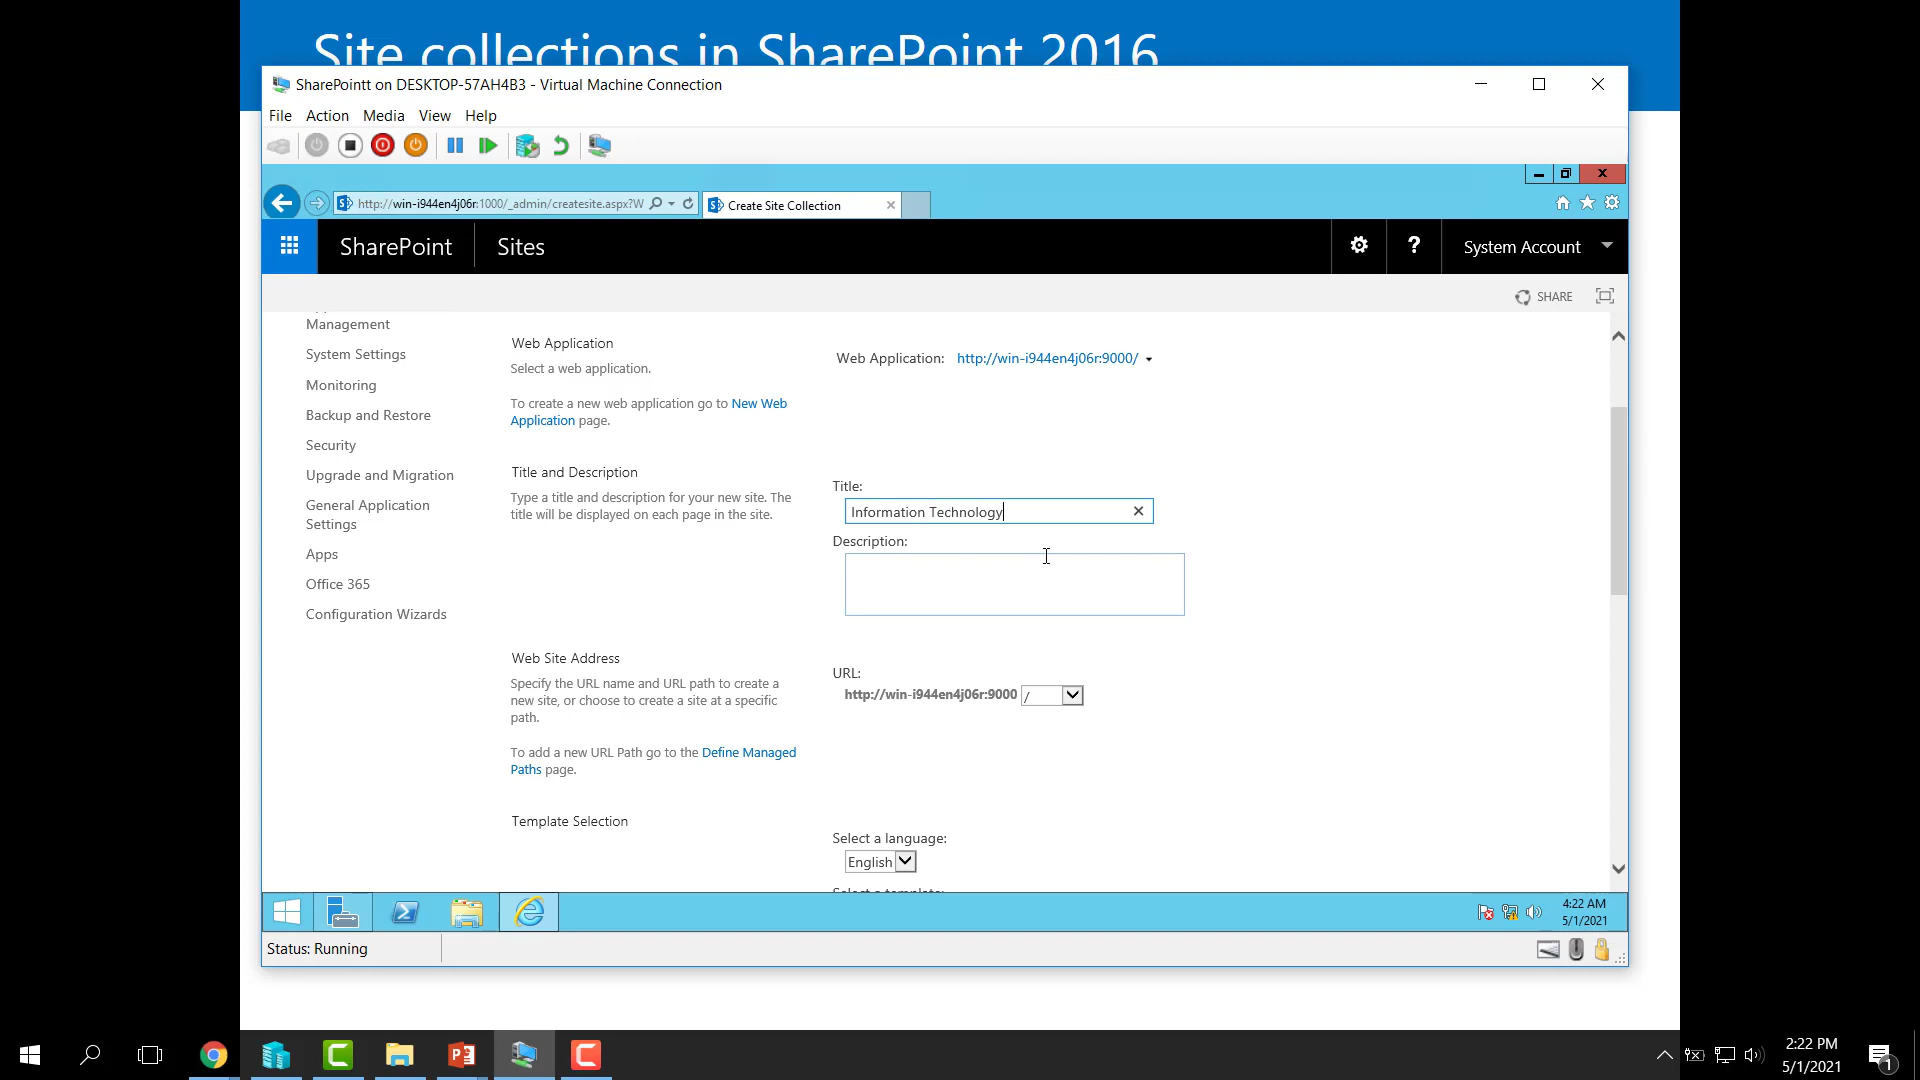 Site collections in SharePoint 2016
SharePointt on DESKTOP-57AH4B3 - Virtual Machine Connection
File Action Media View Help
http://win-i944en4j06r:1000/_admin/createsite.aspx?W
Create Site Collection
SharePoint Sites
? System Account
SHARE
Management
System Settings
Monitoring
Backup and Restore
Security
Upgrade and Migration
General Application
Settings
Apps
Office 365
Configuration Wizards
Web Application
Select a web application.
To create a new web application go to New Web
Application page.
Web Application: http://win-i944en4j06r:9000/
Title and Description
Type a title and description for your new site. The
title will be displayed on each page in the site.
Title:
Information Technology
Description:
Web Site Address
Specify the URL name and URL path to create a
new site, or choose to create a site at a specific
path.
To add a new URL Path go to the Define Managed
Paths page.
URL:
http://win-i944en4j06r:9000 /
Template Selection
Select a language:
English
Select a template:
4:22 AM
5/1/2021
Status: Running
2:22 PM
5/1/2021
1